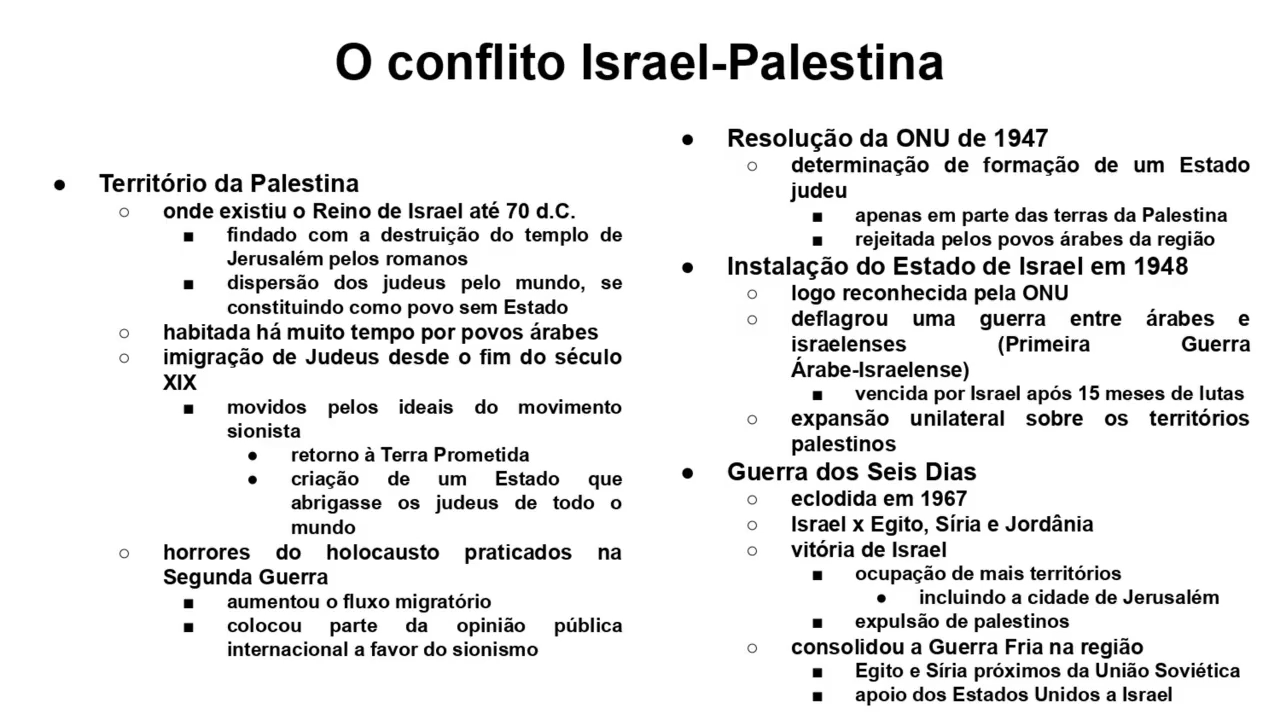 O conflito Israel-Palestina
● Território da Palestina
○ onde existiu o Reino de Israel até 70 d.C.
■ findado com a destruição do templo de
Jerusalém pelos romanos
■ dispersão dos judeus pelo mundo, se
constituindo como povo sem Estado
○ habitada há muito tempo por povos árabes
○ imigração de Judeus desde o fim do século
XIX
■ movidos pelos ideais do movimento
sionista
● retorno à Terra Prometida
● criação de um Estado que
abrigasse os judeus de todo o
mundo
○ horrores do holocausto praticados na
Segunda Guerra
■ aumentou o fluxo migratório
■ colocou parte da opinião pública
internacional a favor do sionismo
● Resolução da ONU de 1947
○ determinação de formação de um Estado
judeu
■ apenas em parte das terras da Palestina
■ rejeitada pelos povos árabes da região
● Instalação do Estado de Israel em 1948
○ logo reconhecida pela ONU
○ deflagrou uma guerra entre árabes e
israelenses (Primeira Guerra
Árabe-Israelense)
■ vencida por Israel após 15 meses de lutas
○ expansão unilateral sobre os territórios
palestinos
● Guerra dos Seis Dias
○ eclodida em 1967
○ Israel x Egito, Síria e Jordânia
○ vitória de Israel
■ ocupação de mais territórios
● incluindo a cidade de Jerusalém
■ expulsão de palestinos
○ consolidou a Guerra Fria na região
■ Egito e Síria próximos da União Soviética
■ apoio dos Estados Unidos a Israel